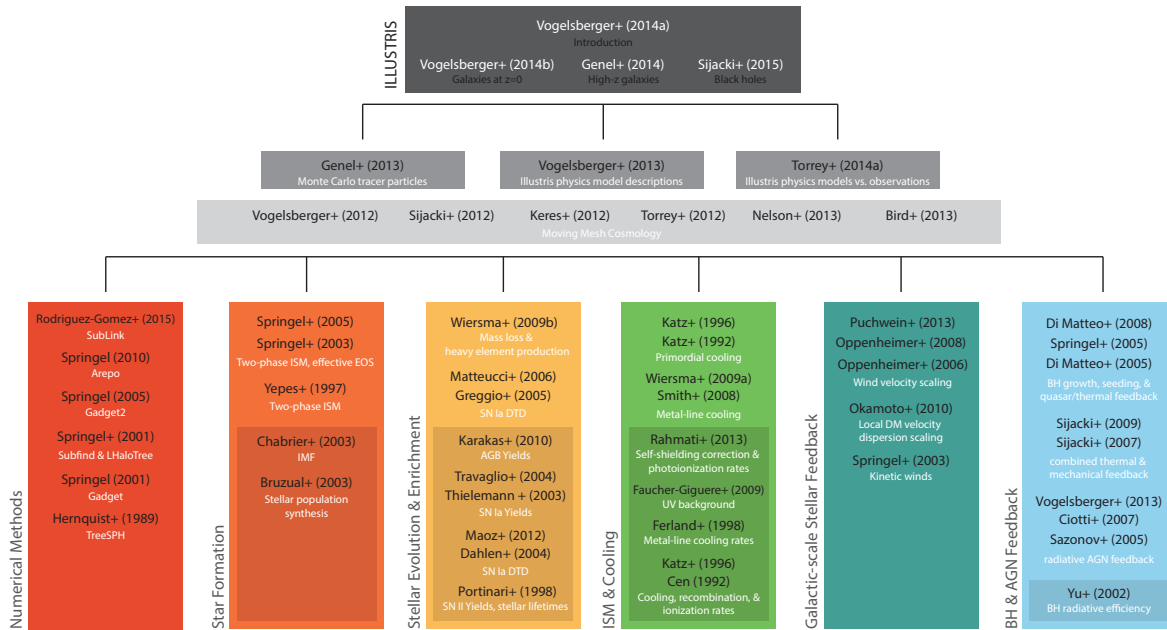 ILLUSTRIS
Vogelsberger+ (2014a)
Introduction
Vogelsberger+ (2014b)
Galaxies at z=0
Genel+ (2014)
High-z galaxies
Sijacki+ (2015)
Black holes
Genel+ (2013)
Monte Carlo tracer particles
Vogelsberger+ (2013)
Illustris physics model descriptions
Torrey+ (2014a)
Illustris physics models vs. observations
Vogelsberger+ (2012) Sijacki+ (2012) Keres+ (2012) Torrey+ (2012) Nelson+ (2013) Bird+ (2013)
Moving Mesh Cosmology
Numerical Methods
Rodriguez-Gomez+ (2015)
SubLink
Springel (2010)
Arepo
Springel (2005)
Gadget2
Springel+ (2001)
Subfind & LHaloTree
Springel (2001)
Gadget
Hernquist+ (1989)
TreeSPH
Star Formation
Springel+ (2005)
Springel+ (2003)
Two-phase ISM, effective EOS
Yepes+ (1997)
Two-phase ISM
Chabrier+ (2003)
IMF
Bruzual+ (2003)
Stellar population
synthesis
Stellar Evolution & Enrichment
Wiersma+ (2009b)
Mass loss
& heavy element production
Matteucci+ (2006)
Greggio+ (2005)
SN Ia DTD
Karakas+ (2010)
AGB Yields
Travaglio+ (2004)
Thielemann + (2003)
SN Ia Yields
Maoz+ (2012)
Dahlen+ (2004)
SN Ia DTD
Portinari+ (1998)
SN II Yields, stellar lifetimes
ISM & Cooling
Katz+ (1996)
Katz+ (1992)
Primordial cooling
Wiersma+ (2009a)
Smith+ (2008)
Metal-line cooling
Rahmati+ (2013)
Self-shielding correction &
photoionization rates
Faucher-Giguere+ (2009)
UV background
Ferland+ (1998)
Metal-line cooling rates
Katz+ (1996)
Cen (1992)
Cooling, recombination, &
ionization rates
Galactic-scale Stellar Feedback
Puchwein+ (2013)
Oppenheimer+ (2008)
Oppenheimer+ (2006)
Wind velocity scaling
Okamoto+ (2010)
Local DM velocity
dispersion scaling
Springel+ (2003)
Kinetic winds
BH & AGN Feedback
Di Matteo+ (2008)
Springel+ (2005)
Di Matteo+ (2005)
BH growth, seeding, &
quasar/thermal feedback
Sijacki+ (2009)
Sijacki+ (2007)
combined thermal &
mechanical feedback
Vogelsberger+ (2013)
Ciotti+ (2007)
Sazonov+ (2005)
radiative AGN feedback
Yu+ (2002)
BH radiative efficiency